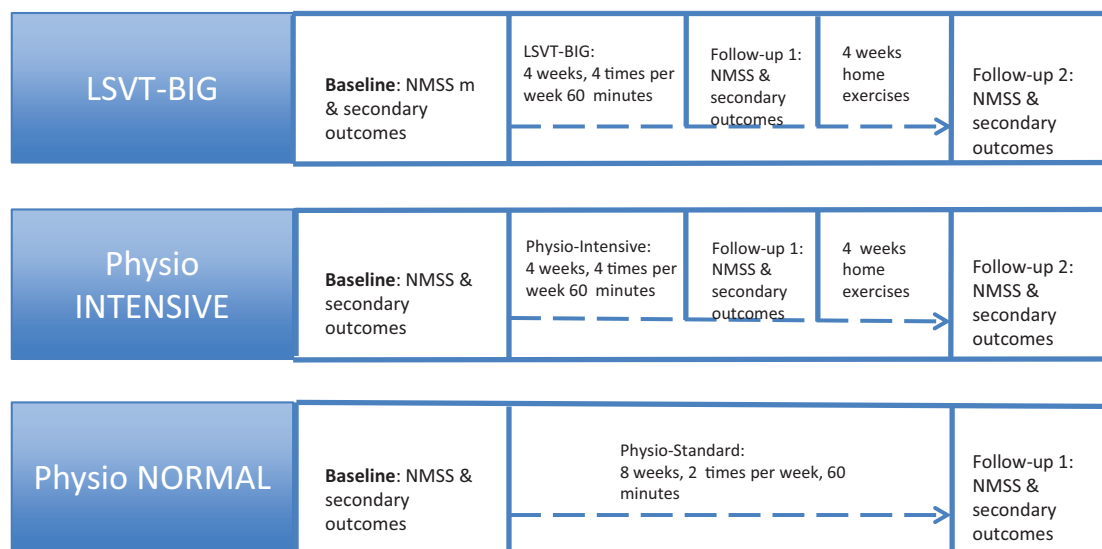 LSVT-BIG
Baseline: NMSS m
& secondary
outcomes
LSVT-BIG:
4 weeks, 4 times per
week 60 minutes
Follow-up 1:
NMSS &
secondary
outcomes
4 weeks
home
exercises
Follow-up 2:
NMSS &
secondary
outcomes
Physio
INTENSIVE
Baseline: NMSS &
secondary
outcomes
Physio-Intensive:
4 weeks, 4 times per
week 60 minutes
Follow-up 1:
NMSS &
secondary
outcomes
4 weeks
home
exercises
Follow-up 2:
NMSS &
secondary
outcomes
Physio NORMAL
Baseline: NMSS &
secondary
outcomes
Physio-Standard:
8 weeks, 2 times per week, 60
minutes
Follow-up 1:
NMSS &
secondary
outcomes